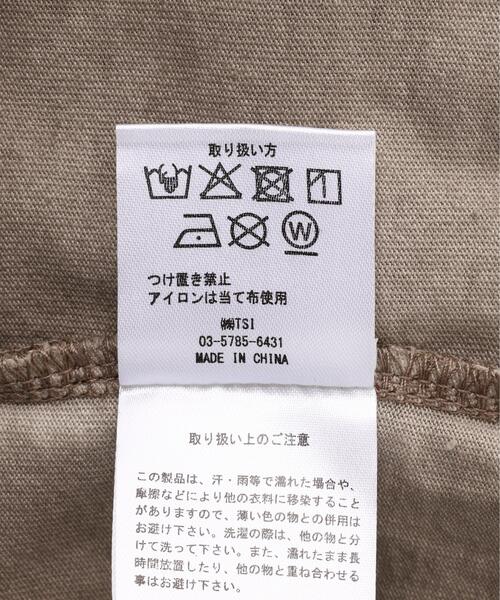 取り扱い方
W
つけ置き禁止
アイロンは当て布使用
㈱TSI
03-5785-6431
MADE IN CHINA
取り扱い上のご注意
この製品は、汗・雨等で濡れた場合や、
摩擦などにより他の衣料に移染すること
がありますので、薄い色の物との併用は
お避け下さい。洗濯の際は、他の物と分
けて洗って下さい。また、濡れたまま長
時間放置したり、他の物と重ね合わせる
事はお避け下さい。